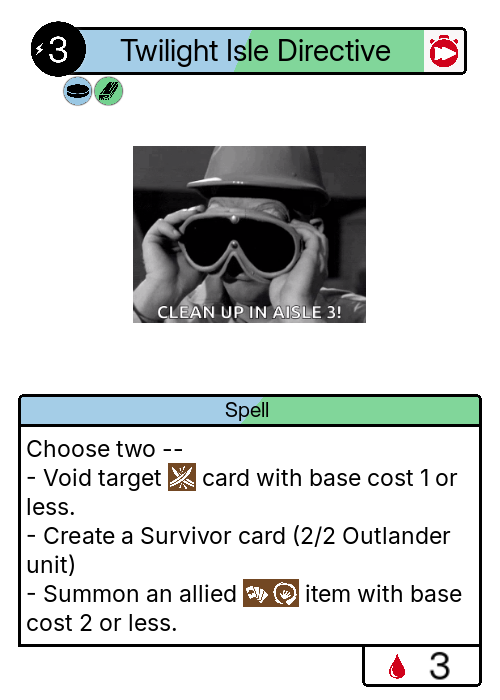 3
Twilight Isle Directive
CLEAN UP IN AISLE 3!
Spell
Choose two --
- Void target card with base cost 1 or
less.
- Create a Survivor card (2/2 Outlander
unit)
- Summon an allied item with base
cost 2 or less.
3